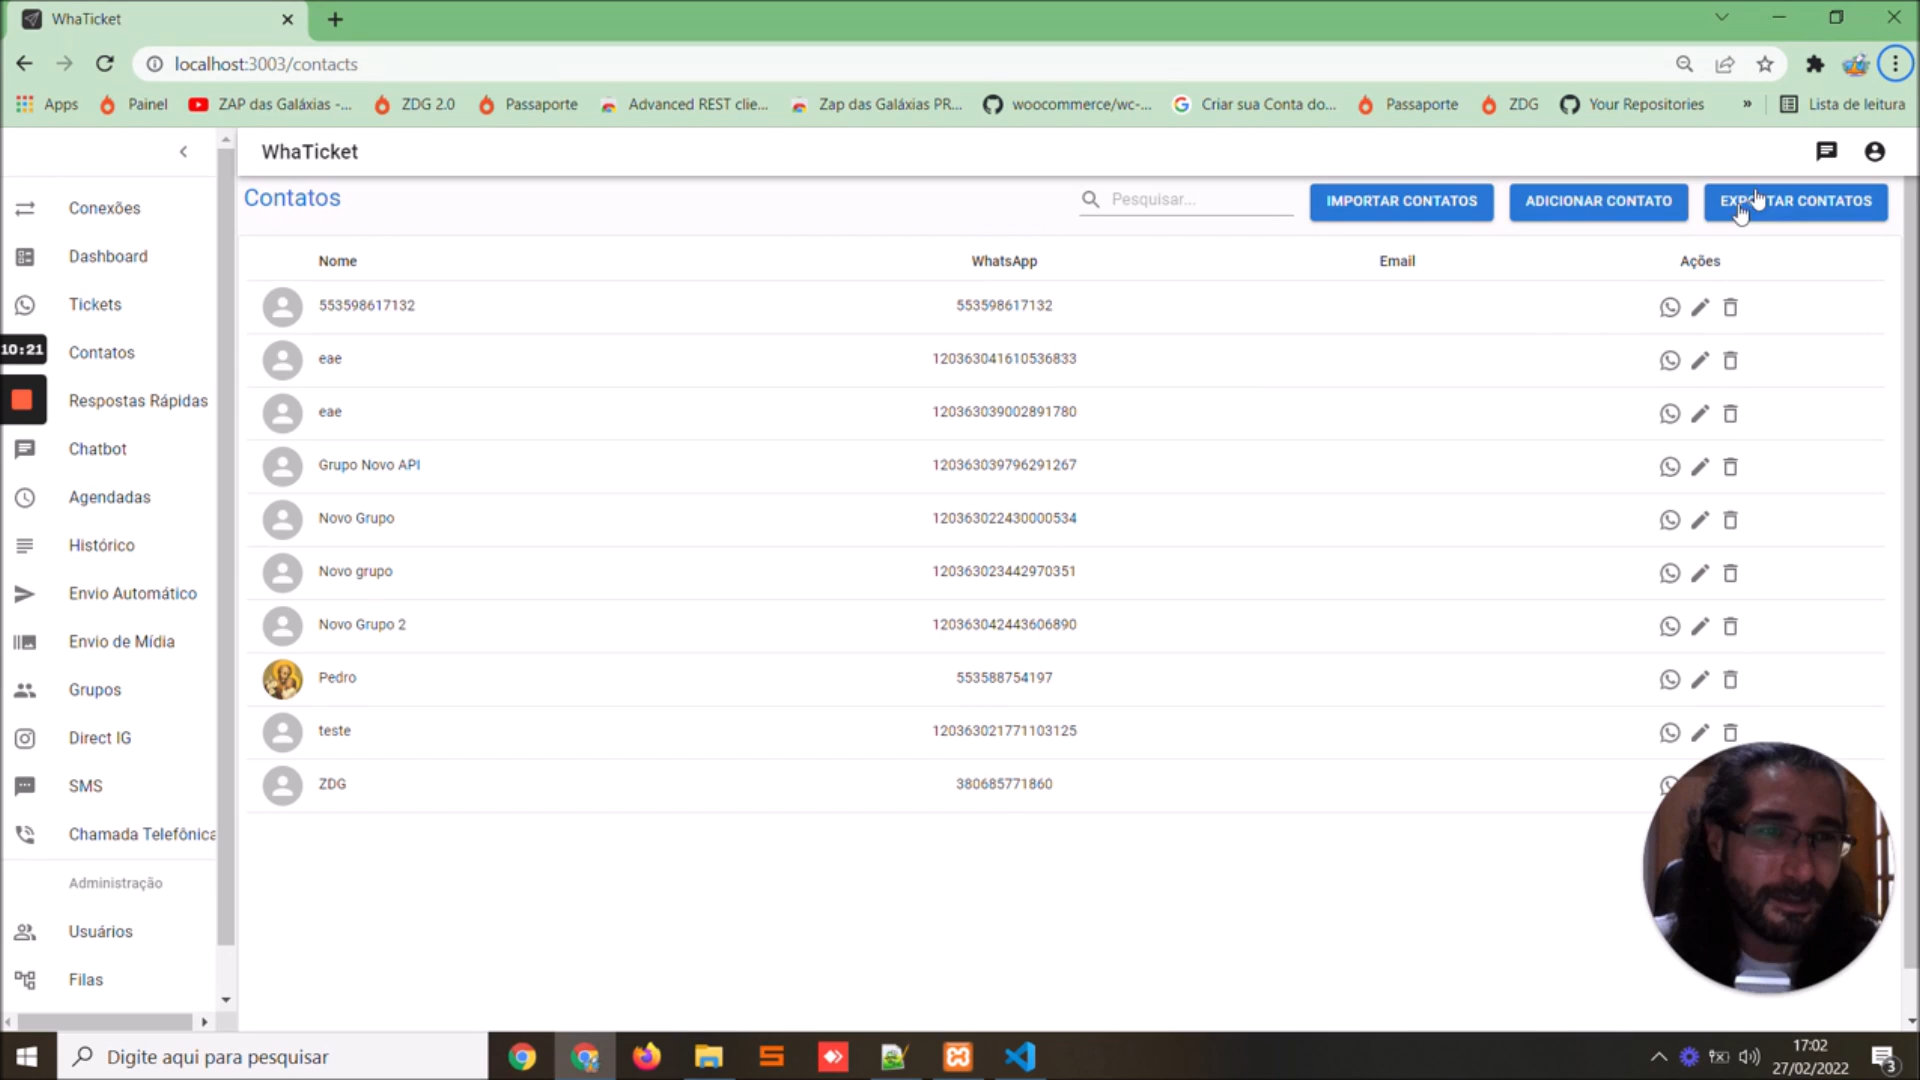 WhaTicket
localhost:3003/contacts
Apps Painel ZAP das Galáxias -... ZDG 2.0 Passaporte Advanced REST clie... Zap das Galáxias PR... woocommerce/wc-... Criar sua Conta do... Passaporte ZDG Your Repositories » Lista de leitura
WhaTicket
Contatos
Pesquisar...
IMPORTAR CONTATOS
ADICIONAR CONTATO
EXPORTAR CONTATOS
Conexões
Dashboard
Tickets
10:21
Contatos
Respostas Rápidas
Chatbot
Agendadas
Histórico
Envio Automático
Envio de Mídia
Grupos
Direct IG
SMS
Chamada Telefônica
Administração
Usuários
Filas
Nome WhatsApp Email Ações
553598617132 553598617132
eae 120363041610536833
eae 120363039002891780
Grupo Novo API 120363039796291267
Novo Grupo 120363022430000534
Novo grupo 120363023442970351
Novo Grupo 2 120363042443606890
Pedro 553588754197
teste 120363021771103125
ZDG 380685771860
Digite aqui para pesquisar
17:02
27/02/2022
3